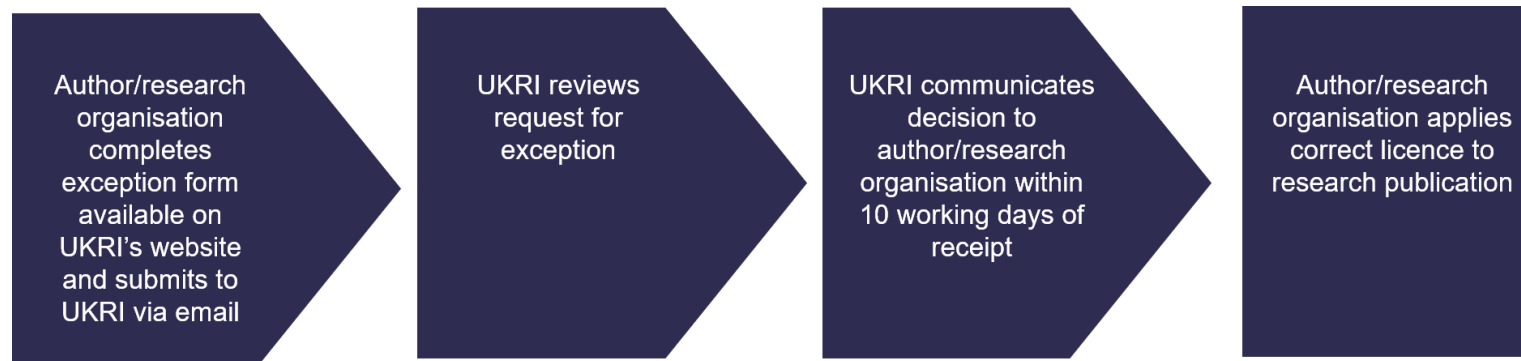 Author/research
organisation
completes
exception form
available on
UKRI’s website
and submits to
UKRI via email
UKRI reviews
request for
exception
UKRI communicates
decision to
author/research
organisation within
10 working days of
receipt
Author/research
organisation applies
correct licence to
research publication